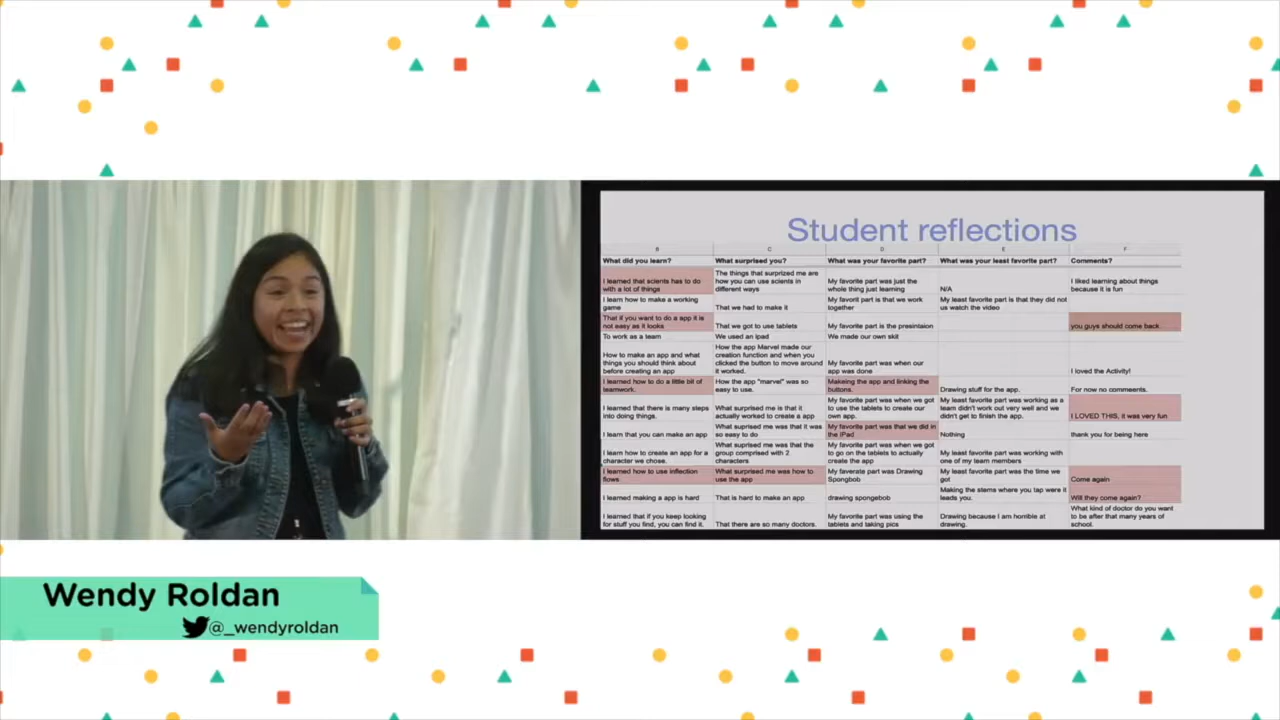 Student reflections
B C D E F
What did you learn? What surprised you? What was your favorite part? What was your least favorite part? Comments?
I learned that scients has to do
with a lot of things
The things that surprized me are
how you can use scients in
different ways
My favorite part was just the
whole thing just learning
N/A
I liked learning about things
because it is fun
I learn how to make a working
game
That we had to make it
My favorit part is that we work
together
My least favorite part is that they did not
us watch the video
That if you want to do a app it is
not easy as it looks
That we got to use tablets
My favorite part is the presintaion
you guys should come back
To work as a team
We used an ipad
We made our own skil
How to make an app and what
things you should think about
before creating an app
How the app Marvel made our
creation function and when you
clicked the button to move around
it worked.
My favorite part was when our
app was done
I loved the Activity!
I learned how to do a little bit of
teamwork.
How the app "marvel" was so
easy to use.
Makeing the app and linking the
buttons.
Drawing stuff for the app.
For now no commeents.
I learned that there is many steps
into doing things.
What surprised me is that it
actually worked to create a app
My favorite part was when we got
to use the tablets to create our
own app.
My least favorite part was working as a
team didn't work out very well and we
didn't get to finish the app.
I LOVED THIS, it was very fun
I learn that you can make an app
What suprised me was that it was
so easy to do
My favorite part was that we did in
the iPad
Nothing
thank you for being here
I learn how to create an app for a
character we chose.
What suprised me was that the
group comprised with 2
characters
My favorite part was when we got
to go on the tablets to actually
create the app
My least favorite part was working with
one of my team members
I learned how to use inflection
flows
What surprised me was how to
use the app
My faverate part was Drawing
Spongbob
My least favorite part was the time we
got
Come again
I learned making a app is hard
That is hard to make an app
drawing spongebob
Making the stems where you tap were it
leads you.
Will they come again?
I learned that if you keep looking
for stuff you find, you can find it.
That there are so many doctors.
My favorite part was using the
tablets and taking pics
Drawing because I am horrible at
drawing.
What kind of doctor do you want
to be after that many years of
school.
Wendy Roldan
@_wendyroldan